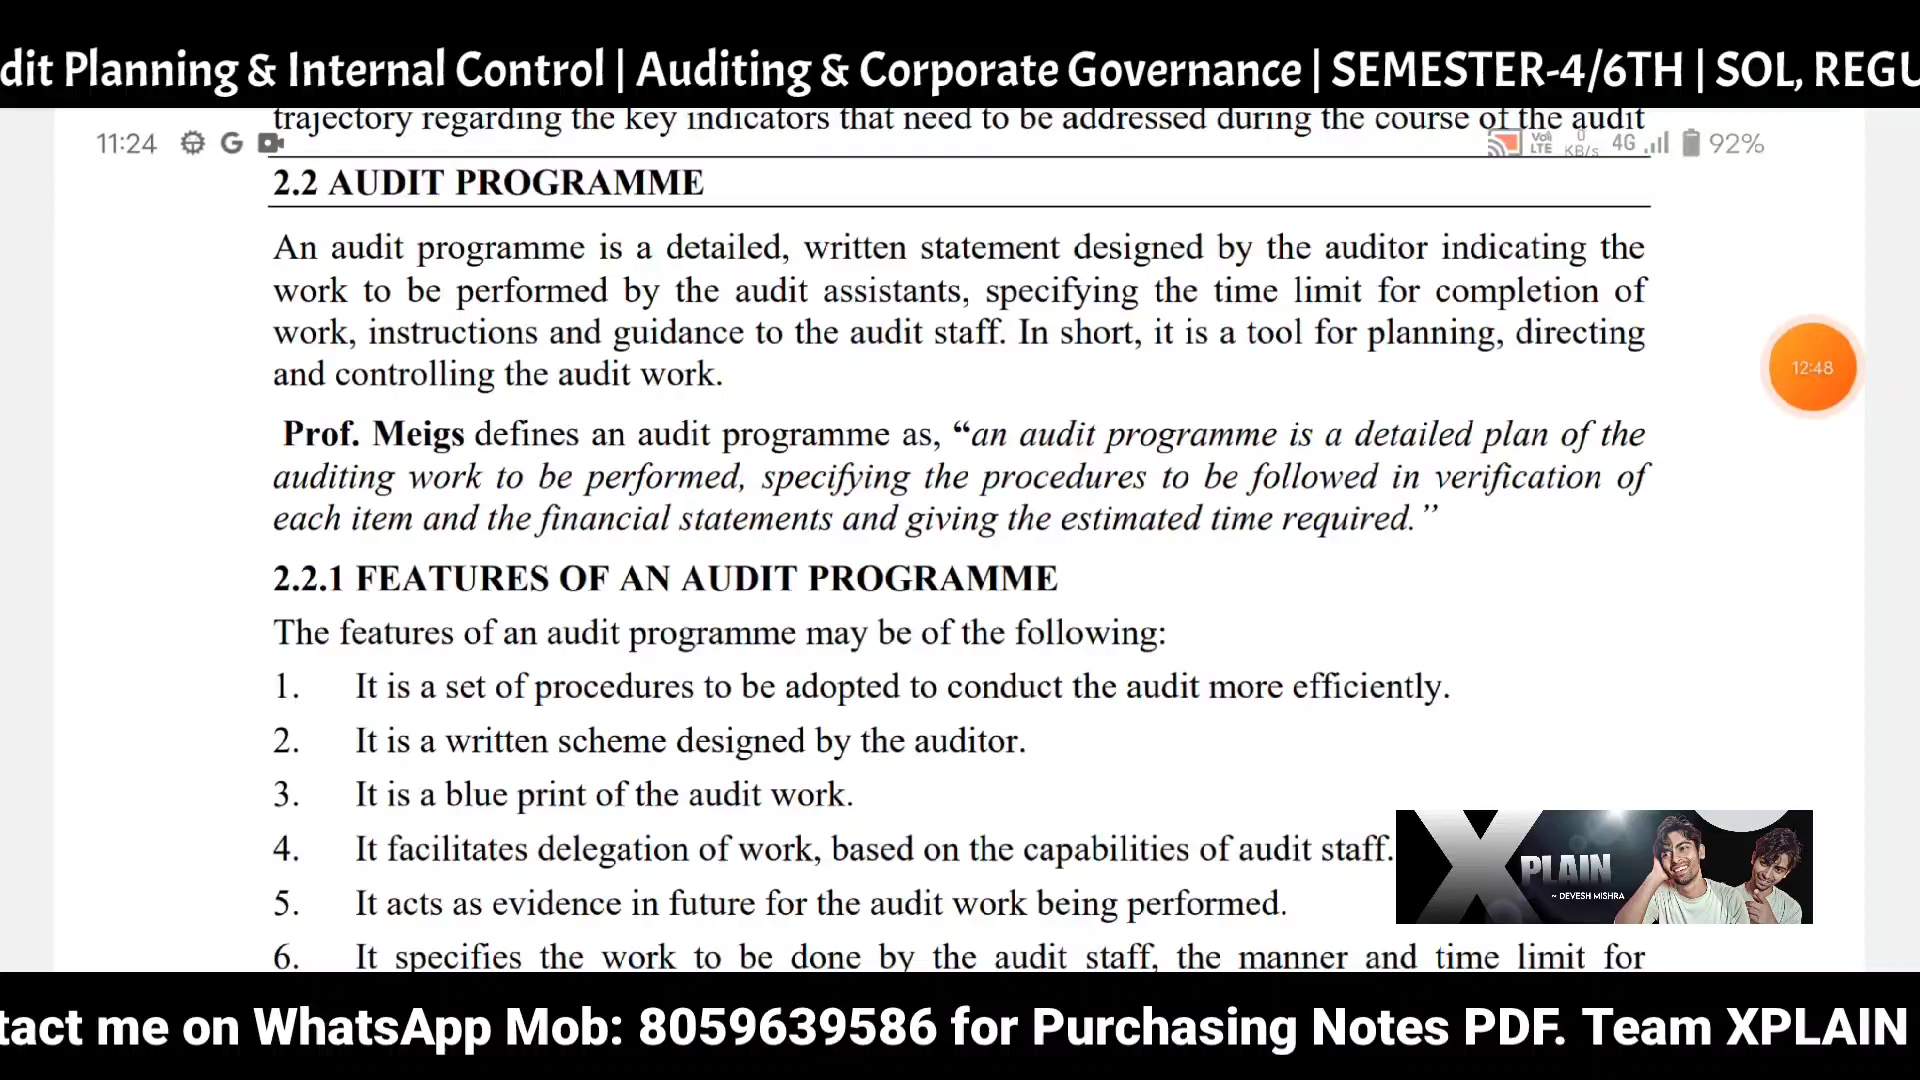 dit Planning & Internal Control | Auditing & Corporate Governance | SEMESTER-4/6TH | SOL, REGU
trajectory regarding the key indicators that need to be addressed during the course of the audit
11:24 G Vo) LTE 0 KB/s 4G 92%
2.2 AUDIT PROGRAMME
An audit programme is a detailed, written statement designed by the auditor indicating the
work to be performed by the audit assistants, specifying the time limit for completion of
work, instructions and guidance to the audit staff. In short, it is a tool for planning, directing
and controlling the audit work.
12:48
Prof. Meigs defines an audit programme as, “an audit programme is a detailed plan of the
auditing work to be performed, specifying the procedures to be followed in verification of
each item and the financial statements and giving the estimated time required.”
2.2.1 FEATURES OF AN AUDIT PROGRAMME
The features of an audit programme may be of the following:
1. It is a set of procedures to be adopted to conduct the audit more efficiently.
2. It is a written scheme designed by the auditor.
3. It is a blue print of the audit work.
4. It facilitates delegation of work, based on the capabilities of audit staff.
XPLAIN
~ DEVESH MISHRA
5. It acts as evidence in future for the audit work being performed.
6. It specifies the work to be done by the audit staff, the manner and time limit for
tact me on WhatsApp Mob: 8059639586 for Purchasing Notes PDF. Team XPLAIN